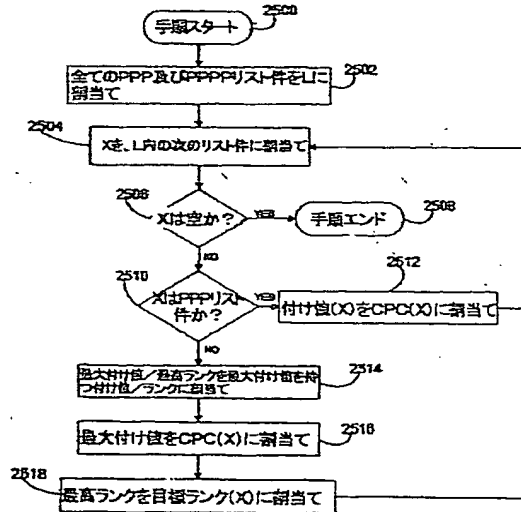 2500
手順スタート
2502
全てのPPP及びPPPPリスト件をLに
割当て
2504
Xを、L内の次のリスト件に割当て
2506
Xは空か？
YES
手順エンド
2508
NO
2510
XはPPPリスト
件か？
YES
2512
付け値(X)をCPC(X)に割当て
NO
最大付け値／最高ランクを最大付け値を持
つ付け値／ランクに割当て
2514
最大付け値をCPC(X)に割当て
2516
2518
最高ランクを目標ランク(X)に割当て